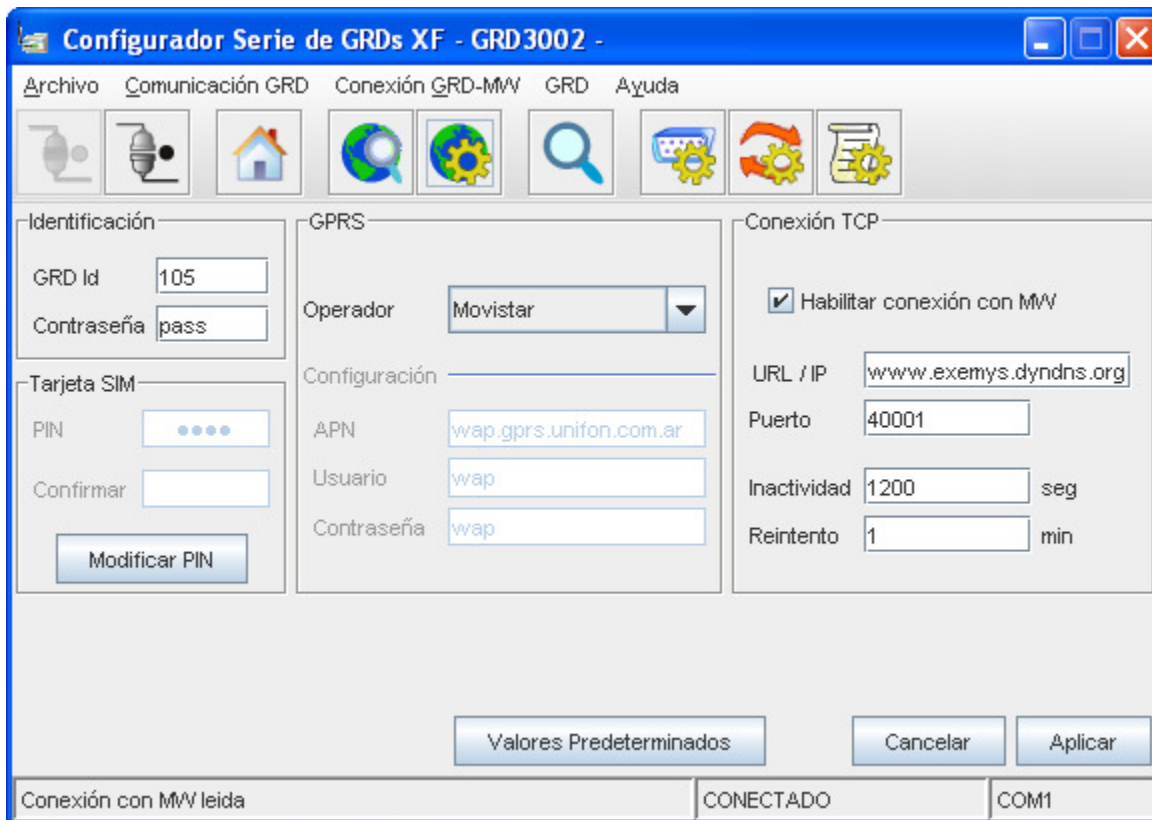 Configurador Serie de GRDs XF - GRD3002 -
Archivo Comunicación GRD Conexión GRD-MW GRD Ayuda
Identificación
GRD Id 105
Contraseña pass
Tarjeta SIM
PIN ••••
Confirmar
Modificar PIN
GPRS
Operador Movistar
Configuración
APN wap.gprs.unifon.com.ar
Usuario wap
Contraseña wap
Conexión TCP
Habilitar conexión con MW
URL / IP www.exemys.dyndns.org
Puerto 40001
Inactividad 1200 seg
Reintento 1 min
Valores Predeterminados Cancelar Aplicar
Conexión con MW leida CONECTADO COM1